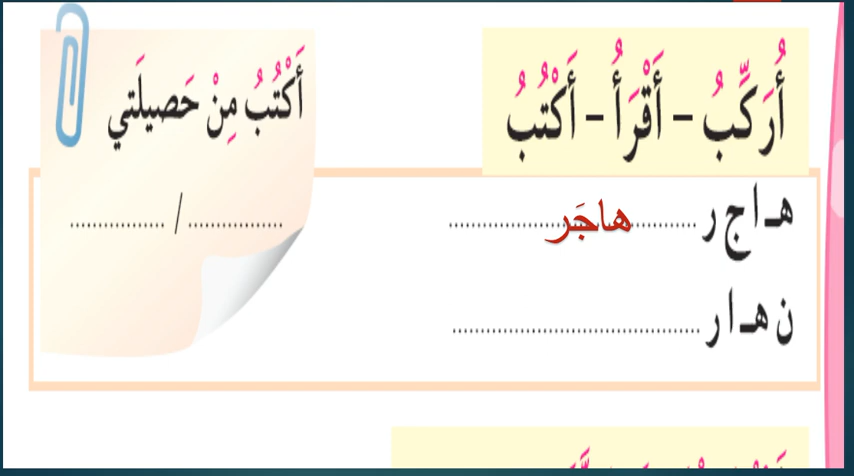 أُرَكِّبُ – أَقْرَأُ – أَكْتُبُ
أَكْتُبُ مِنْ حَصيلَتي
هـ ا ج ر ........................ هاجَر ........................
................. / .................
ن هـ ا ر ............................................